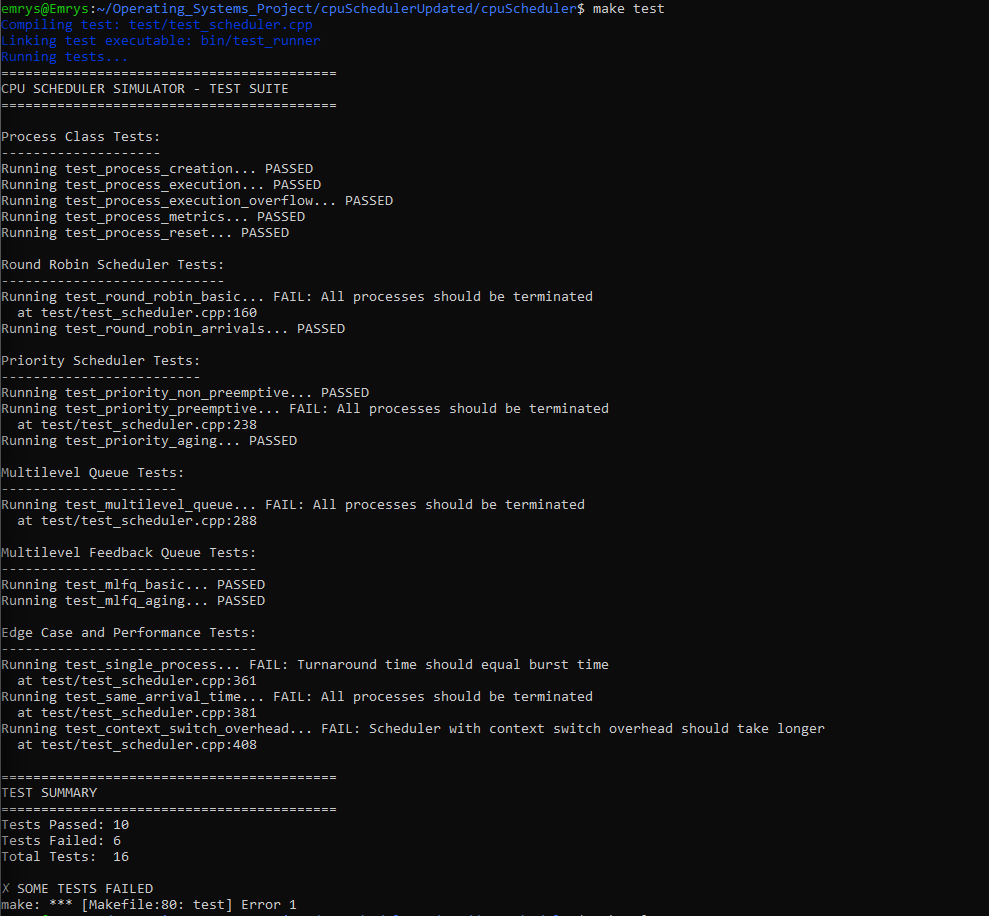 emrys@Emrys:~/Operating_Systems_Project/cpuSchedulerUpdated/cpuScheduler$ make test
Compiling test: test/test_scheduler.cpp
Linking test executable: bin/test_runner
Running tests...
==========================================
CPU SCHEDULER SIMULATOR - TEST SUITE
==========================================

Process Class Tests:
--------------------
Running test_process_creation... PASSED
Running test_process_execution... PASSED
Running test_process_execution_overflow... PASSED
Running test_process_metrics... PASSED
Running test_process_reset... PASSED

Round Robin Scheduler Tests:
----------------------------
Running test_round_robin_basic... FAIL: All processes should be terminated
  at test/test_scheduler.cpp:160
Running test_round_robin_arrivals... PASSED

Priority Scheduler Tests:
-------------------------
Running test_priority_non_preemptive... PASSED
Running test_priority_preemptive... FAIL: All processes should be terminated
  at test/test_scheduler.cpp:238
Running test_priority_aging... PASSED

Multilevel Queue Tests:
----------------------
Running test_multilevel_queue... FAIL: All processes should be terminated
  at test/test_scheduler.cpp:288

Multilevel Feedback Queue Tests:
--------------------------------
Running test_mlfq_basic... PASSED
Running test_mlfq_aging... PASSED

Edge Case and Performance Tests:
--------------------------------
Running test_single_process... FAIL: Turnaround time should equal burst time
  at test/test_scheduler.cpp:361
Running test_same_arrival_time... FAIL: All processes should be terminated
  at test/test_scheduler.cpp:381
Running test_context_switch_overhead... FAIL: Scheduler with context switch overhead should take longer
  at test/test_scheduler.cpp:408

==========================================
TEST SUMMARY
==========================================
Tests Passed: 10
Tests Failed: 6
Total Tests:  16

✗ SOME TESTS FAILED
make: *** [Makefile:80: test] Error 1